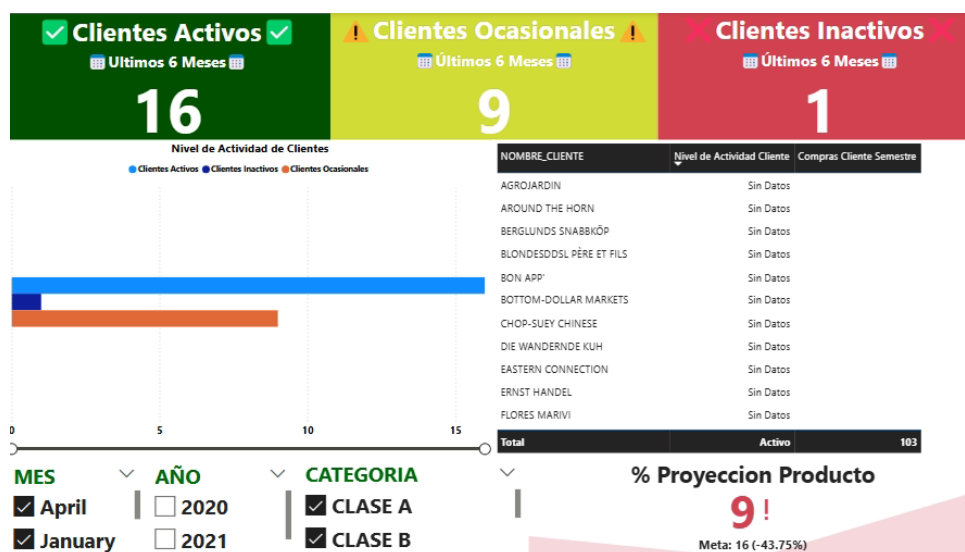 Clientes Activos
Ultimos 6 Meses
16
Clientes Ocasionales
Últimos 6 Meses
9
Clientes Inactivos
Últimos 6 Meses
1
Nivel de Actividad de Clientes
Clientes Activos Clientes Inactivos Clientes Ocasionales
0 5 10 15
NOMBRE_CLIENTE Nivel de Actividad Cliente Compras Cliente Semestre
AGROJARDIN Sin Datos
AROUND THE HORN Sin Datos
BERGLUNDS SNABBKÖP Sin Datos
BLONDESDDSL PÈRE ET FILS Sin Datos
BON APP' Sin Datos
BOTTOM-DOLLAR MARKETS Sin Datos
CHOP-SUEY CHINESE Sin Datos
DIE WANDERNDE KUH Sin Datos
EASTERN CONNECTION Sin Datos
ERNST HANDEL Sin Datos
FLORES MARIVI Sin Datos
Total Activo 103
MES
April
January
AÑO
2020
2021
CATEGORIA
CLASE A
CLASE B
% Proyeccion Producto
9!
Meta: 16 (-43.75%)